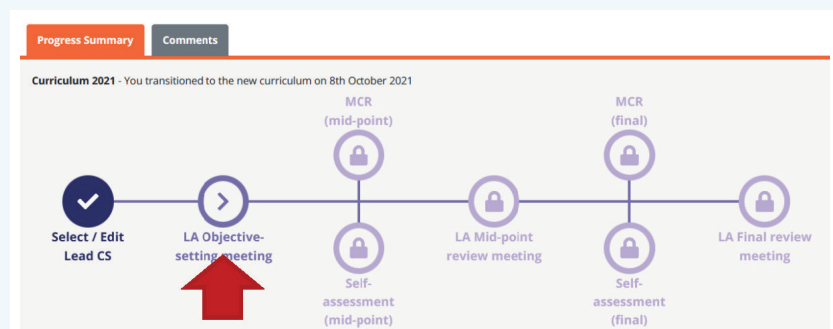 Progress Summary
Comments
Curriculum 2021 - You transitioned to the new curriculum on 8th October 2021
MCR
(mid-point)
MCR
(final)
Select / Edit
Lead CS
LA Objective-
setting meeting
LA Mid-point
review meeting
LA Final review
meeting
Self-
assessment
(mid-point)
Self-
assessment
(final)